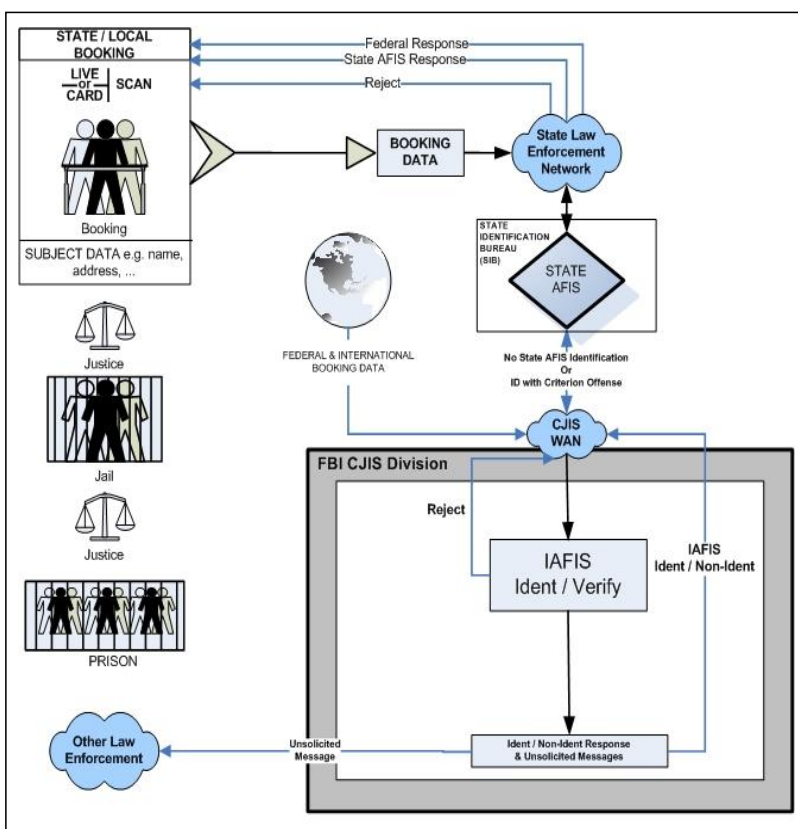 STATE / LOCAL
BOOKING
LIVE
or
CARD
SCAN
Booking
SUBJECT DATA e.g. name,
address, ...
Federal Response
State AFIS Response
Reject
BOOKING
DATA
State Law
Enforcement
Network
STATE
IDENTIFICATION
BUREAU
(SIB)
STATE
AFIS
FEDERAL & INTERNATIONAL
BOOKING DATA
No State AFIS Identification
Or
ID with Criterion Offense
CJIS
WAN
Justice
Jail
Justice
PRISON
FBI CJIS Division
Reject
IAFIS
Ident / Verify
IAFIS
Ident / Non-Ident
Other Law
Enforcement
Unsolicited
Message
Ident / Non-Ident Response
& Unsolicited Messages